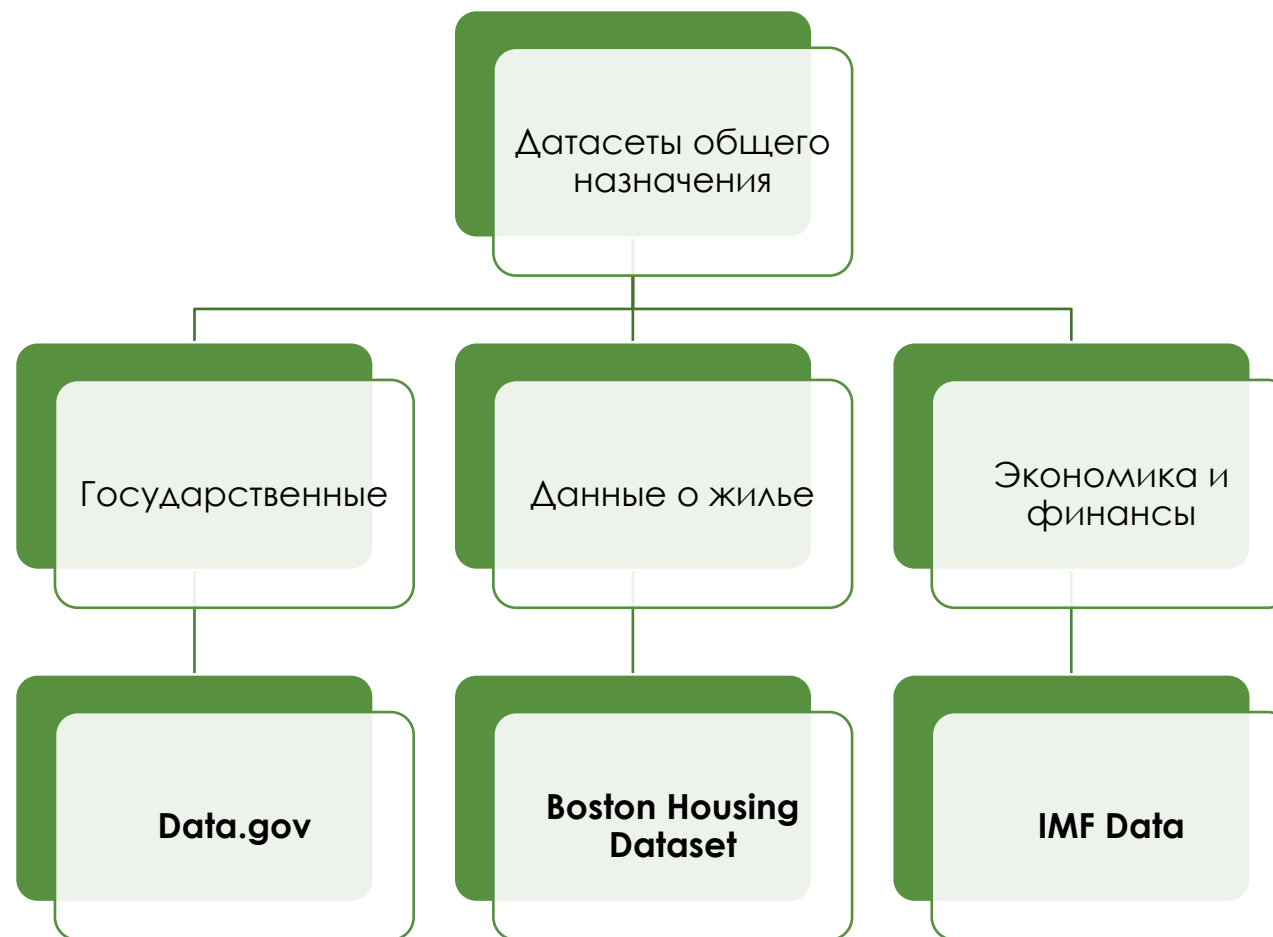 Датасеты общего
назначения
Государственные
Данные о жилье
Экономика и
финансы
Data.gov
Boston Housing
Dataset
IMF Data